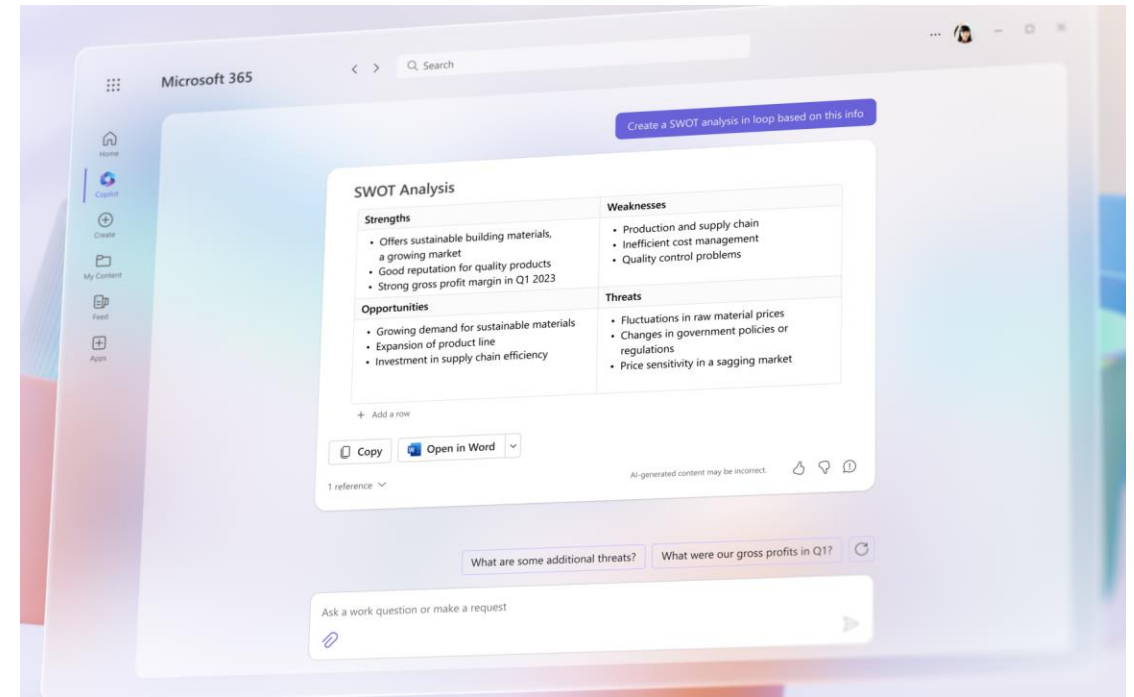 Microsoft 365
Search
...
Home
Copilot
Create
My Content
Feed
Apps
Create a SWOT analysis in loop based on this info
SWOT Analysis
Strengths
• Offers sustainable building materials,
a growing market
• Good reputation for quality products
• Strong gross profit margin in Q1 2023
Weaknesses
• Production and supply chain
• Inefficient cost management
• Quality control problems
Opportunities
• Growing demand for sustainable materials
• Expansion of product line
• Investment in supply chain efficiency
Threats
• Fluctuations in raw material prices
• Changes in government policies or
regulations
• Price sensitivity in a sagging market
+ Add a row
Copy
Open in Word
1 reference
AI-generated content may be incorrect.
What are some additional threats?
What were our gross profits in Q1?
Ask a work question or make a request